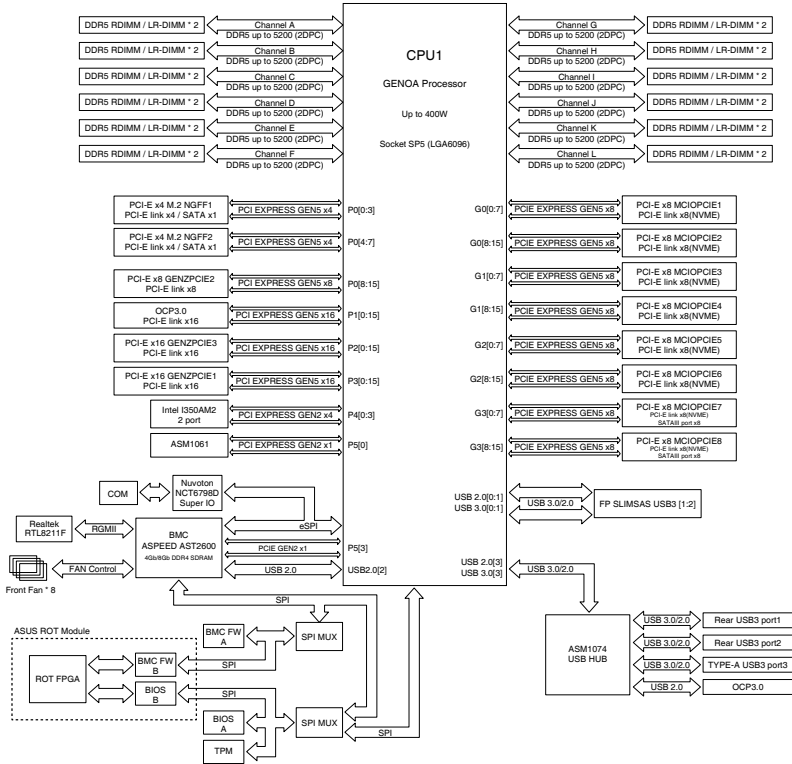 DDR5 RDIMM / LR-DIMM * 2
Channel A
DDR5 up to 5200 (2DPC)
DDR5 RDIMM / LR-DIMM * 2
Channel B
DDR5 up to 5200 (2DPC)
DDR5 RDIMM / LR-DIMM * 2
Channel C
DDR5 up to 5200 (2DPC)
DDR5 RDIMM / LR-DIMM * 2
Channel D
DDR5 up to 5200 (2DPC)
DDR5 RDIMM / LR-DIMM * 2
Channel E
DDR5 up to 5200 (2DPC)
DDR5 RDIMM / LR-DIMM * 2
Channel F
DDR5 up to 5200 (2DPC)
CPU1
GENOA Processor
Up to 400W
Socket SP5 (LGA6096)
Channel G
DDR5 up to 5200 (2DPC)
DDR5 RDIMM / LR-DIMM * 2
Channel H
DDR5 up to 5200 (2DPC)
DDR5 RDIMM / LR-DIMM * 2
Channel I
DDR5 up to 5200 (2DPC)
DDR5 RDIMM / LR-DIMM * 2
Channel J
DDR5 up to 5200 (2DPC)
DDR5 RDIMM / LR-DIMM * 2
Channel K
DDR5 up to 5200 (2DPC)
DDR5 RDIMM / LR-DIMM * 2
Channel L
DDR5 up to 5200 (2DPC)
DDR5 RDIMM / LR-DIMM * 2
PCI-E x4 M.2 NGFF1
PCI-E link x4 / SATA x1
PCI EXPRESS GEN5 x4
P0[0:3]
PCI-E x4 M.2 NGFF2
PCI-E link x4 / SATA x1
PCI EXPRESS GEN5 x4
P0[4:7]
PCI-E x8 GENZPCIE2
PCI-E link x8
PCI EXPRESS GEN5 x8
P0[8:15]
OCP3.0
PCI-E link x16
PCI EXPRESS GEN5 x16
P1[0:15]
PCI-E x16 GENZPCIE3
PCI-E link x16
PCI EXPRESS GEN5 x16
P2[0:15]
PCI-E x16 GENZPCIE1
PCI-E link x16
PCI EXPRESS GEN5 x16
P3[0:15]
Intel I350AM2
2 port
PCI EXPRESS GEN2 x4
P4[0:3]
ASM1061
PCI EXPRESS GEN2 x1
P5[0]
G0[0:7]
PCIE EXPRESS GEN5 x8
PCI-E x8 MCIOPCIE1
PCI-E link x8(NVME)
G0[8:15]
PCIE EXPRESS GEN5 x8
PCI-E x8 MCIOPCIE2
PCI-E link x8(NVME)
G1[0:7]
PCIE EXPRESS GEN5 x8
PCI-E x8 MCIOPCIE3
PCI-E link x8(NVME)
G1[8:15]
PCIE EXPRESS GEN5 x8
PCI-E x8 MCIOPCIE4
PCI-E link x8(NVME)
G2[0:7]
PCIE EXPRESS GEN5 x8
PCI-E x8 MCIOPCIE5
PCI-E link x8(NVME)
G2[8:15]
PCIE EXPRESS GEN5 x8
PCI-E x8 MCIOPCIE6
PCI-E link x8(NVME)
G3[0:7]
PCIE EXPRESS GEN5 x8
PCI-E x8 MCIOPCIE7
PCI-E link x8(NVME)
SATAIII port x8
G3[8:15]
PCIE EXPRESS GEN5 x8
PCI-E x8 MCIOPCIE8
PCI-E link x8(NVME)
SATAIII port x8
COM
Nuvoton
NCT6798D
Super IO
eSPI
Realtek
RTL8211F
RGMII
BMC
ASPEED AST2600
4Gb/8Gb DDR4 SDRAM
PCIE GEN2 x1
P5[3]
Front Fan * 8
FAN Control
USB 2.0
USB2.0[2]
USB 2.0[0:1]
USB 3.0[0:1]
USB 3.0/2.0
FP SLIMSAS USB3 [1:2]
USB 2.0[3]
USB 3.0[3]
USB 3.0/2.0
SPI
ASUS ROT Module
BMC FW
A
SPI MUX
ROT FPGA
BMC FW
B
SPI
BIOS
B
SPI
BIOS
A
SPI MUX
TPM
SPI
ASM1074
USB HUB
USB 3.0/2.0
Rear USB3 port1
USB 3.0/2.0
Rear USB3 port2
USB 3.0/2.0
TYPE-A USB3 port3
USB 2.0
OCP3.0